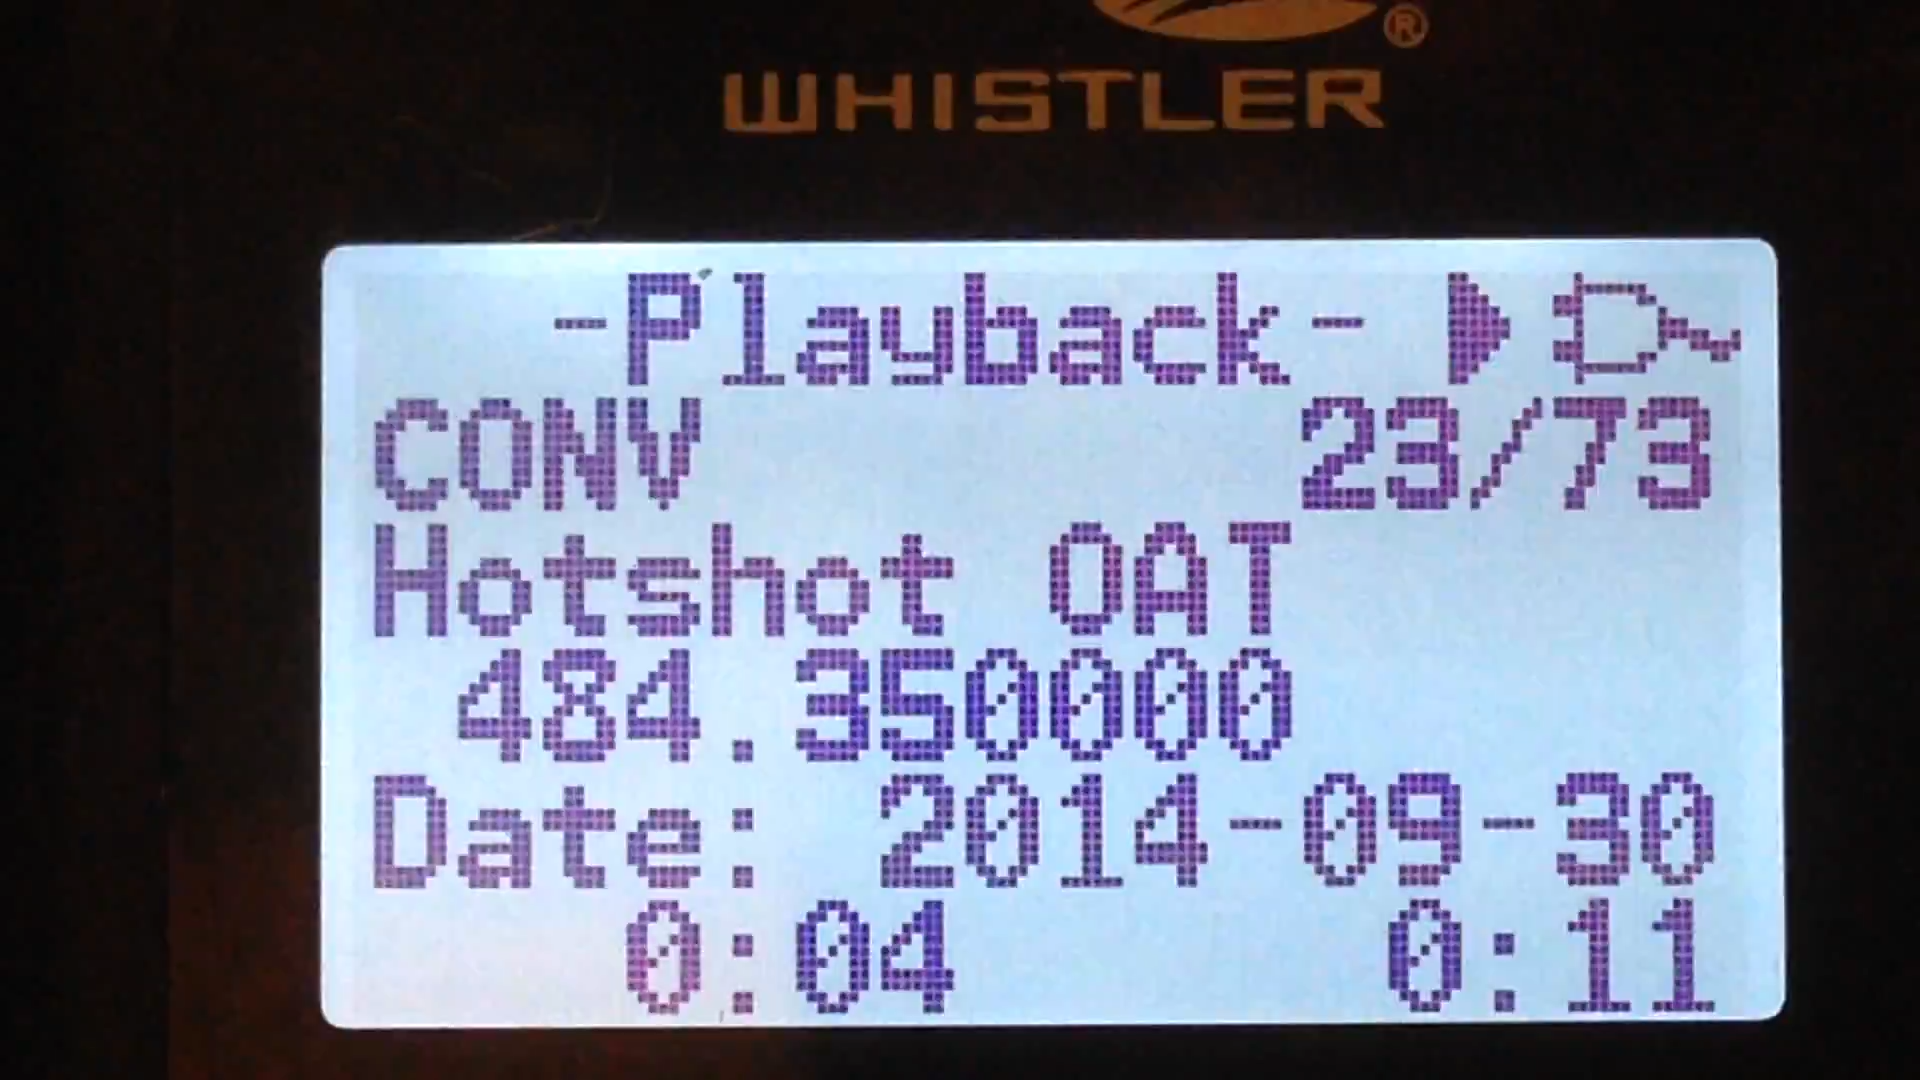 ®
WHISTLER
-Playback-
CONV 23/73
Hotshot OAT
484.350000
Date: 2014-09-30
0:04 0:11